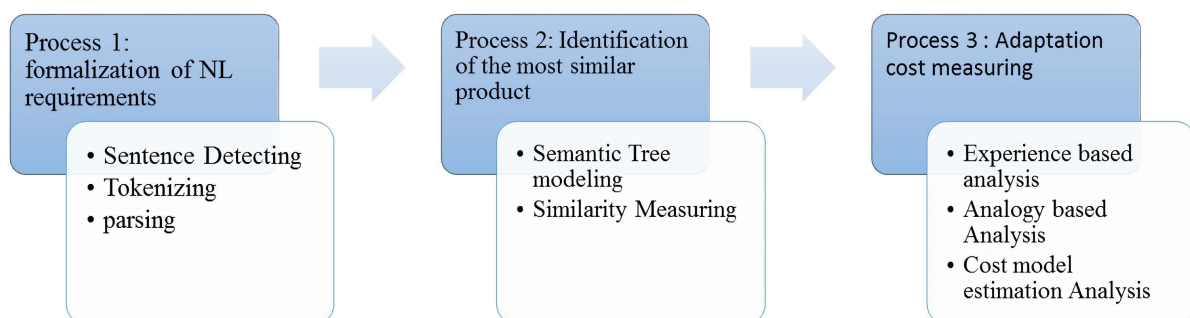 Process 1:
formalization of NL
requirements
• Sentence Detecting
• Tokenizing
• parsing
Process 2: Identification
of the most similar
product
• Semantic Tree
modeling
• Similarity Measuring
Process 3 : Adaptation
cost measuring
• Experience based
analysis
• Analogy based
Analysis
• Cost model
estimation Analysis